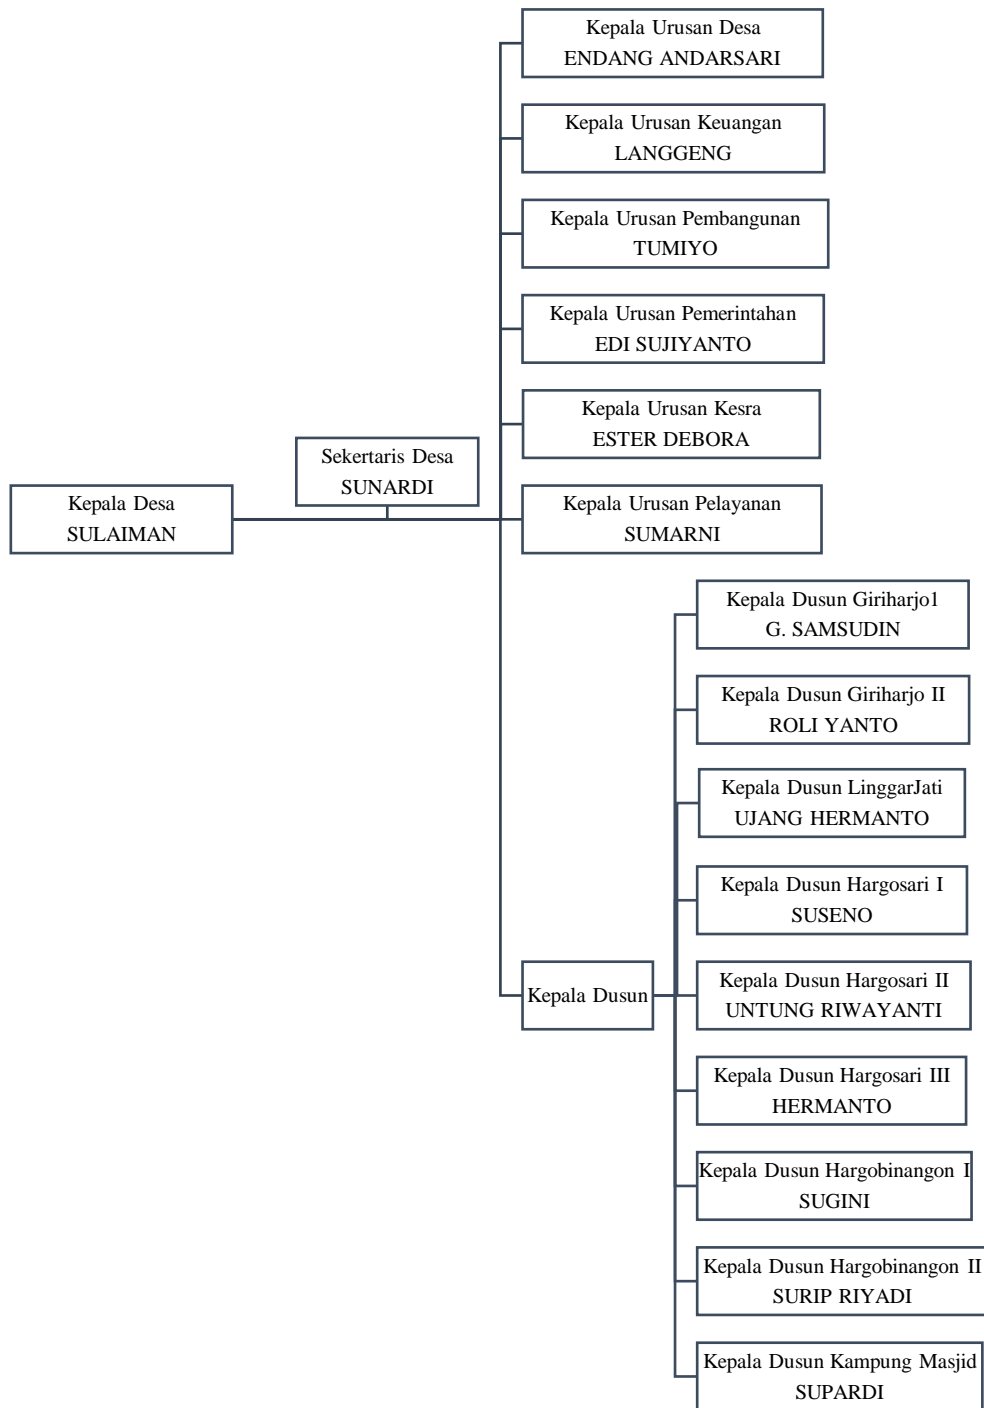 Kepala Urusan Desa
ENDANG ANDARSARI
Kepala Urusan Keuangan
LANGGENG
Kepala Urusan Pembangunan
TUMIYO
Kepala Urusan Pemerintahan
EDI SUJIYANTO
Kepala Urusan Kesra
ESTER DEBORA
Sekertaris Desa
SUNARDI
Kepala Desa
SULAIMAN
Kepala Urusan Pelayanan
SUMARNI
Kepala Dusun Giriharjo1
G. SAMSUDIN
Kepala Dusun Giriharjo II
ROLI YANTO
Kepala Dusun LinggarJati
UJANG HERMANTO
Kepala Dusun Hargosari I
SUSENO
Kepala Dusun
Kepala Dusun Hargosari II
UNTUNG RIWAYANTI
Kepala Dusun Hargosari III
HERMANTO
Kepala Dusun Hargobinangon I
SUGINI
Kepala Dusun Hargobinangon II
SURIP RIYADI
Kepala Dusun Kampung Masjid
SUPARDI